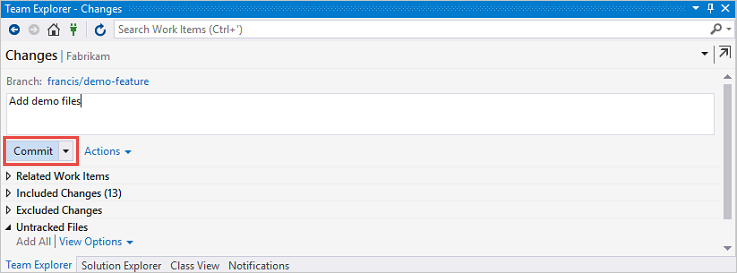 Team Explorer - Changes
Search Work Items (Ctrl+')
Changes | Fabrikam
Branch: francis/demo-feature
Add demo files
Commit Actions
Related Work Items
Included Changes (13)
Excluded Changes
Untracked Files
Add All | View Options
Team Explorer Solution Explorer Class View Notifications